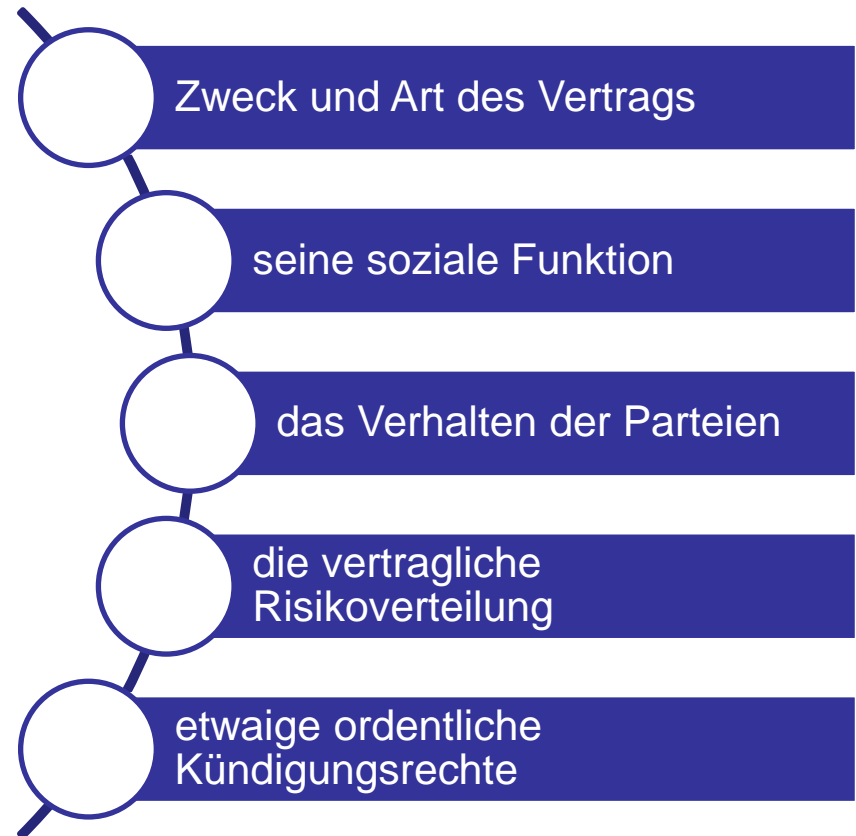 Zweck und Art des Vertrags
seine soziale Funktion
das Verhalten der Parteien
die vertragliche
Risikoverteilung
etwaige ordentliche
Kündigungsrechte